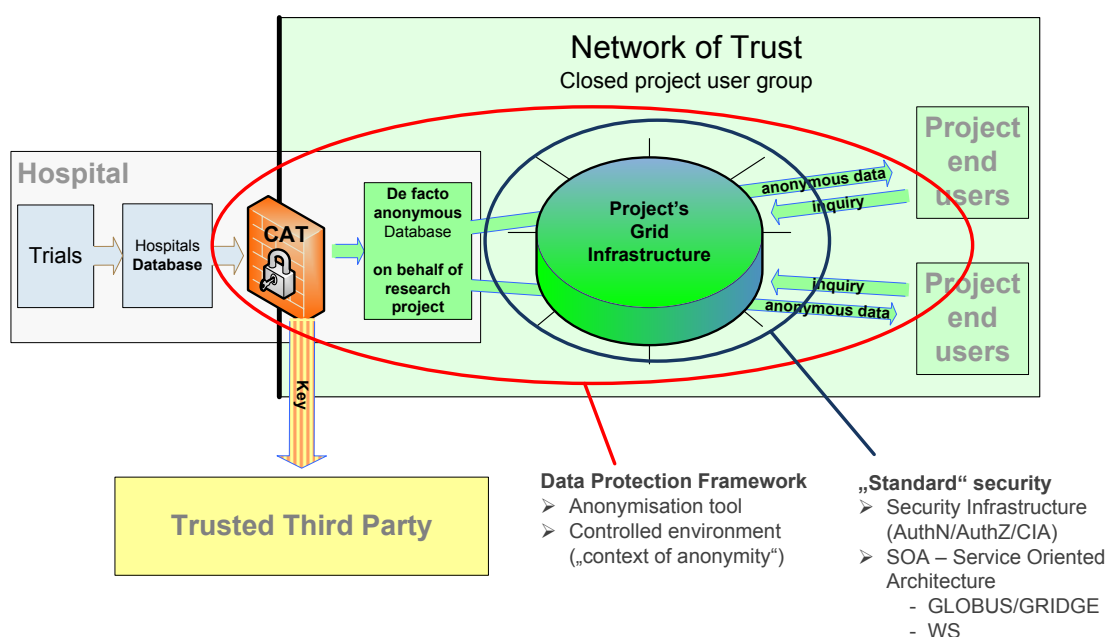 Network of Trust
Closed project user group
Hospital
Trials
Hospitals
Database
CAT
De facto
anonymous
Database
on behalf of
research
project
Project's
Grid
Infrastructure
anonymous data
inquiry
Project
end
users
inquiry
anonymous data
Project
end
users
Key
Trusted Third Party
Data Protection Framework
➢ Anonymisation tool
➢ Controlled environment
(„context of anonymity“)
„Standard“ security
➢ Security Infrastructure
(AuthN/AuthZ/CIA)
➢ SOA – Service Oriented
Architecture
- GLOBUS/GRIDGE
- WS